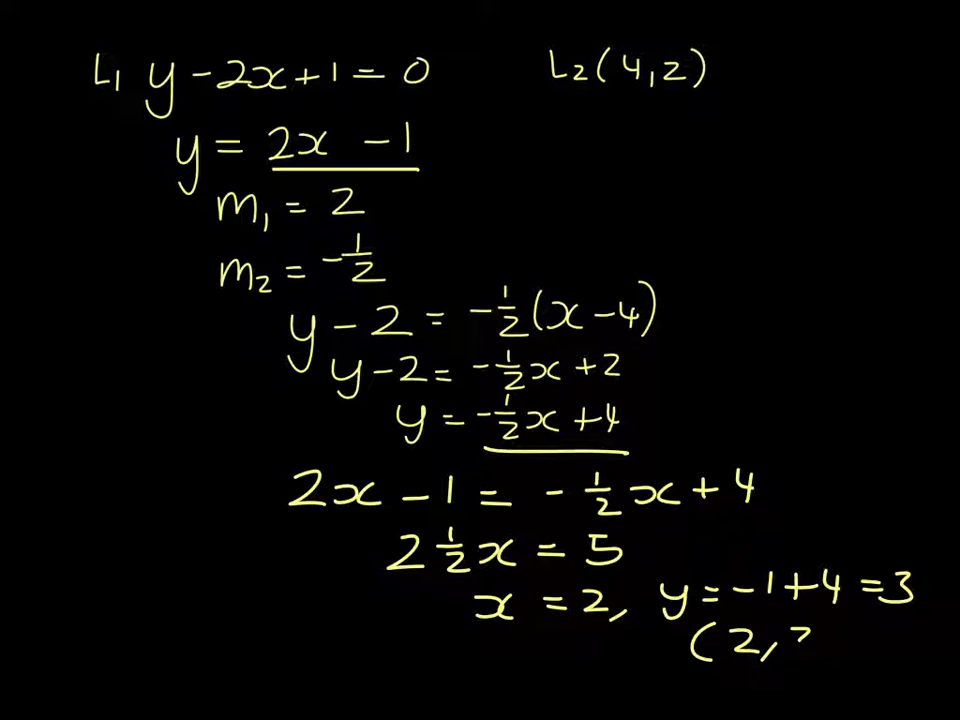 L1 y - 2x + 1 = 0 L2 (4,2)
y = 2x - 1
m₁ = 2
m₂ = -1/2
y - 2 = -1/2(x - 4)
y - 2 = -1/2x + 2
y = -1/2x + 4
2x - 1 = -1/2x + 4
2 1/2x = 5
x = 2, y = -1 + 4 = 3
(2,